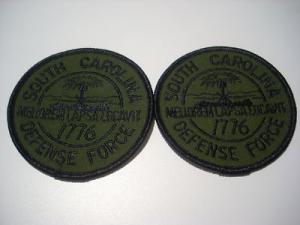 SOUTH CAROLINA
MELIOREM LAPSA LOCAVIT
1776
DEFENSE FORCE
SOUTH CAROLINA
MELIOREM LAPSA LOCAVIT
1776
DEFENSE FORCE